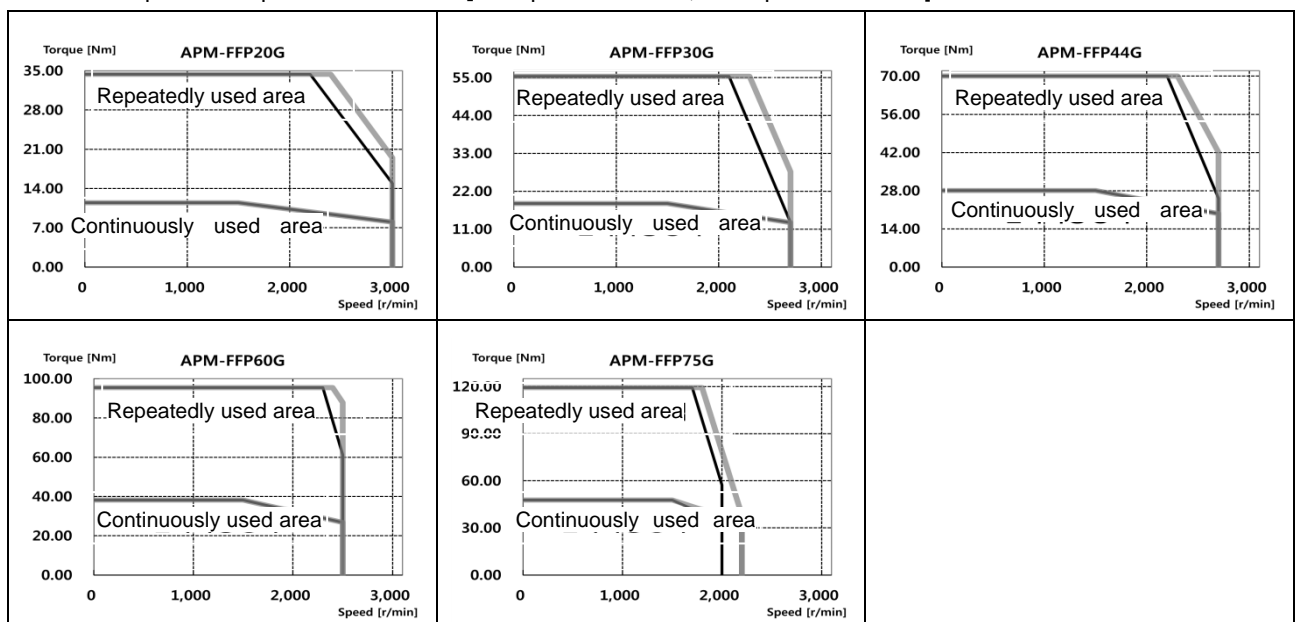 Torque [Nm] APM-FFP20G
35.00
Repeatedly used area
28.00
21.00
14.00
7.00 Continuously used area
0.00
0 1,000 2,000 3,000
Speed [r/min]
Torque [Nm] APM-FFP30G
55.00
Repeatedly used area
44.00
33.00
22.00
Continuously used area
11.00
0.00
0 1,000 2,000 3,000
Speed [r/min]
Torque [Nm] APM-FFP44G
70.00
Repeatedly used area
56.00
42.00
28.00
Continuously used area
14.00
0.00
0 1,000 2,000 3,000
Speed [r/min]
Torque [Nm] APM-FFP60G
100.00
Repeatedly used area
80.00
60.00
40.00
Continuously used area
20.00
0.00
0 1,000 2,000 3,000
Speed [r/min]
Torque [Nm] APM-FFP75G
120.00
Repeatedly used area
90.00
60.00
Continuously used area
30.00
0.00
0 1,000 2,000 3,000
Speed [r/min]